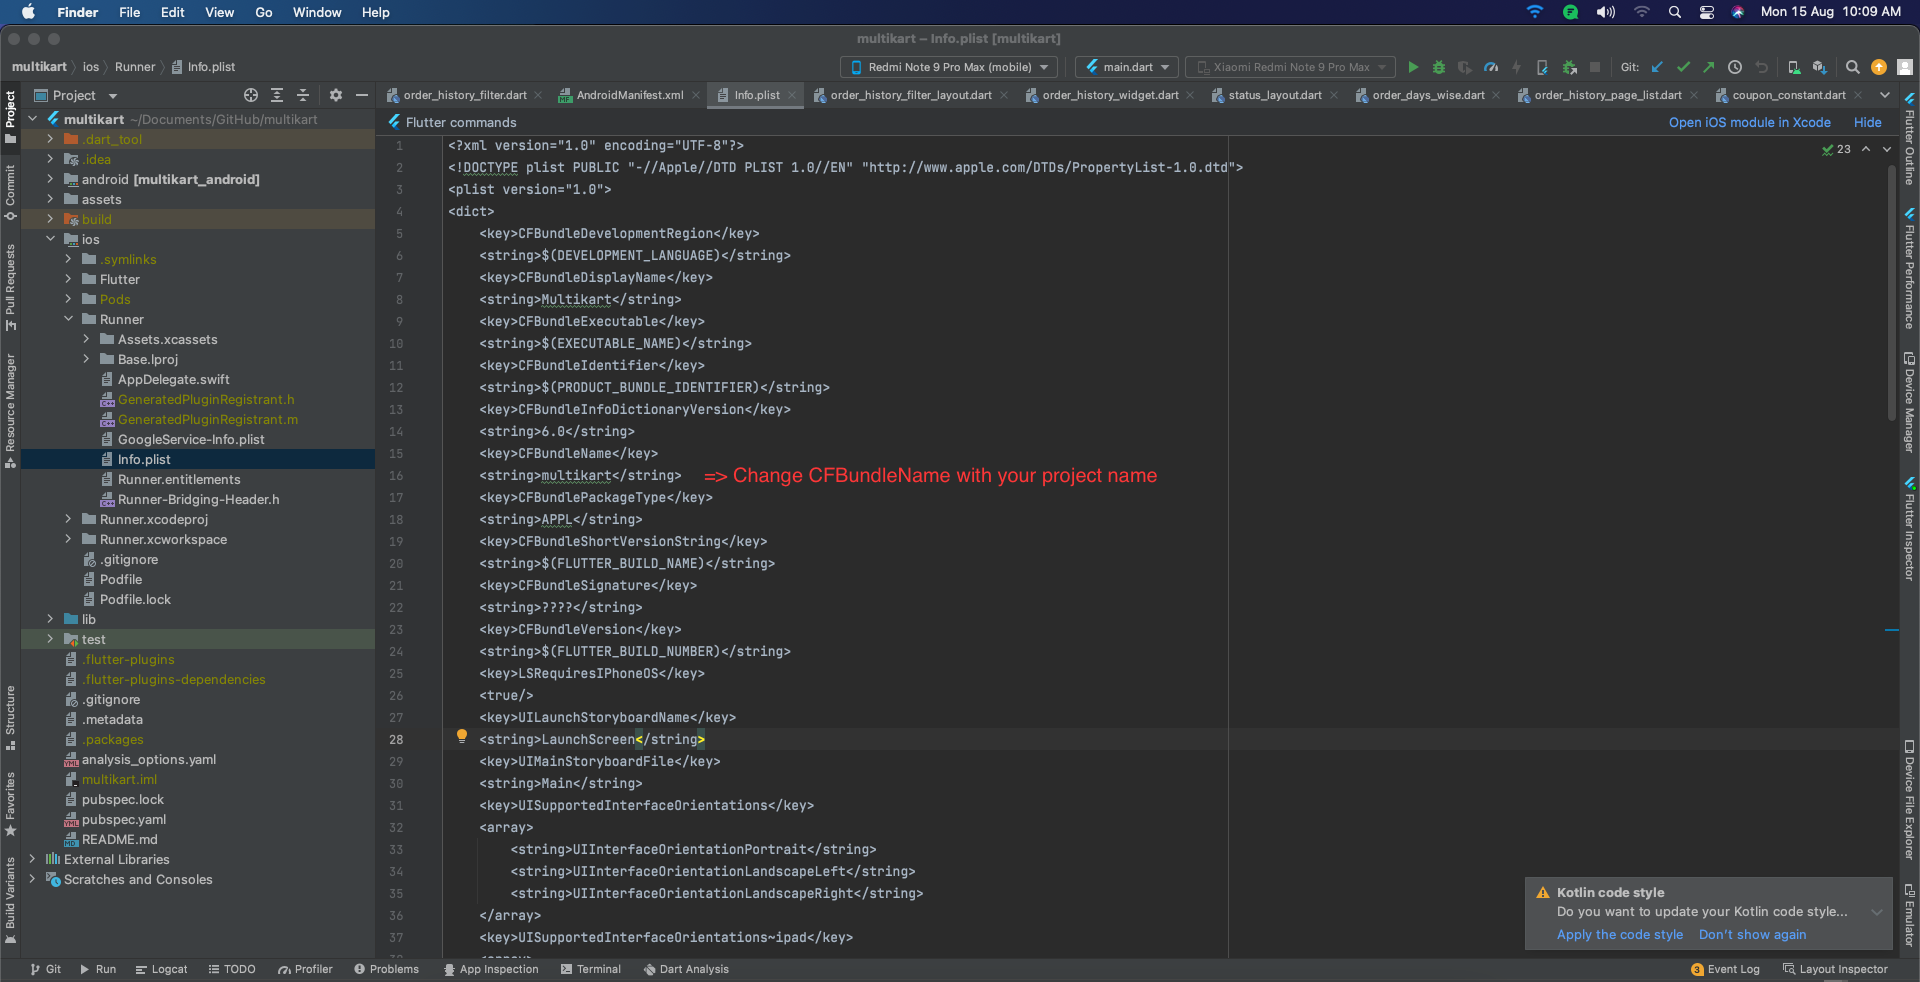 Finder File Edit View Go Window Help Mon 15 Aug 10:09 AM
multikart – Info.plist [multikart]
multikart ios Runner Info.plist Redmi Note 9 Pro Max (mobile) main.dart Xiaomi Redmi Note 9 Pro Max Git:
Project order_history_filter.dart AndroidManifest.xml Info.plist order_history_filter_layout.dart order_history_widget.dart status_layout.dart order_days_wise.dart order_history_page_list.dart coupon_constant.dart
Flutter commands Open iOS module in Xcode Hide
23
Project
Commit
Pull Requests
Resource Manager
Structure
Favorites
Build Variants
multikart ~/Documents/GitHub/multikart
.dart_tool
.idea
android [multikart_android]
assets
build
ios
.symlinks
Flutter
Pods
Runner
Assets.xcassets
Base.lproj
AppDelegate.swift
GeneratedPluginRegistrant.h
GeneratedPluginRegistrant.m
GoogleService-Info.plist
Info.plist
Runner.entitlements
Runner-Bridging-Header.h
Runner.xcodeproj
Runner.xcworkspace
.gitignore
Podfile
Podfile.lock
lib
test
.flutter-plugins
.flutter-plugins-dependencies
.gitignore
.metadata
.packages
analysis_options.yaml
multikart.iml
pubspec.lock
pubspec.yaml
README.md
External Libraries
Scratches and Consoles
1 <?xml version="1.0" encoding="UTF-8"?>
2 <!DOCTYPE plist PUBLIC "-//Apple//DTD PLIST 1.0//EN" "http://www.apple.com/DTDs/PropertyList-1.0.dtd">
3 <plist version="1.0">
4 <dict>
5 <key>CFBundleDevelopmentRegion</key>
6 <string>$(DEVELOPMENT_LANGUAGE)</string>
7 <key>CFBundleDisplayName</key>
8 <string>Multikart</string>
9 <key>CFBundleExecutable</key>
10 <string>$(EXECUTABLE_NAME)</string>
11 <key>CFBundleIdentifier</key>
12 <string>$(PRODUCT_BUNDLE_IDENTIFIER)</string>
13 <key>CFBundleInfoDictionaryVersion</key>
14 <string>6.0</string>
15 <key>CFBundleName</key>
16 <string>multikart</string> => Change CFBundleName with your project name
17 <key>CFBundlePackageType</key>
18 <string>APPL</string>
19 <key>CFBundleShortVersionString</key>
20 <string>$(FLUTTER_BUILD_NAME)</string>
21 <key>CFBundleSignature</key>
22 <string>????</string>
23 <key>CFBundleVersion</key>
24 <string>$(FLUTTER_BUILD_NUMBER)</string>
25 <key>LSRequiresIPhoneOS</key>
26 <true/>
27 <key>UILaunchStoryboardName</key>
28 <string>LaunchScreen</string>
29 <key>UIMainStoryboardFile</key>
30 <string>Main</string>
31 <key>UISupportedInterfaceOrientations</key>
32 <array>
33 <string>UIInterfaceOrientationPortrait</string>
34 <string>UIInterfaceOrientationLandscapeLeft</string>
35 <string>UIInterfaceOrientationLandscapeRight</string>
36 </array>
37 <key>UISupportedInterfaceOrientations~ipad</key>
Flutter Outline
Flutter Performance
Device Manager
Flutter Inspector
Device File Explorer
Emulator
Kotlin code style
Do you want to update your Kotlin code style...
Apply the code style Don't show again
Git Run Logcat TODO Profiler Problems App Inspection Terminal Dart Analysis 3 Event Log Layout Inspector